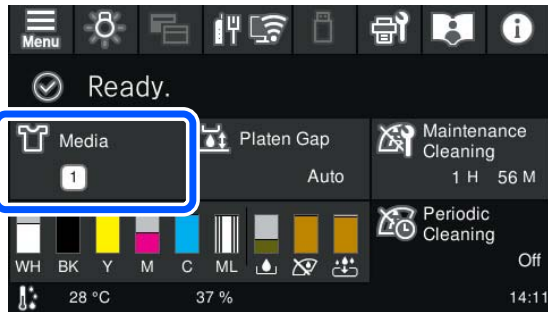 Menu
Ready.
Media
1
Platen Gap
Auto
Maintenance
Cleaning
1 H 56 M
WH BK Y M C ML
Periodic
Cleaning
Off
28 °C 37 % 14:11